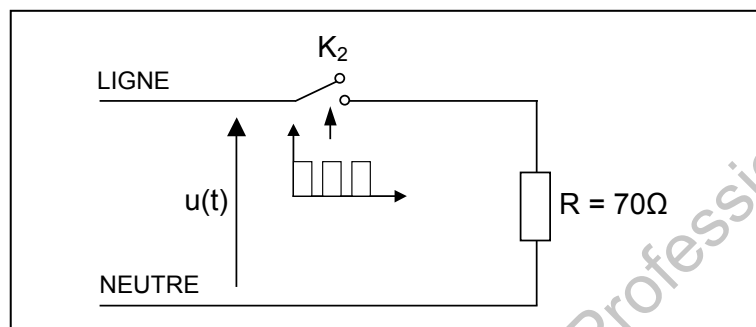 K₂
LIGNE
u(t)
R = 70Ω
NEUTRE